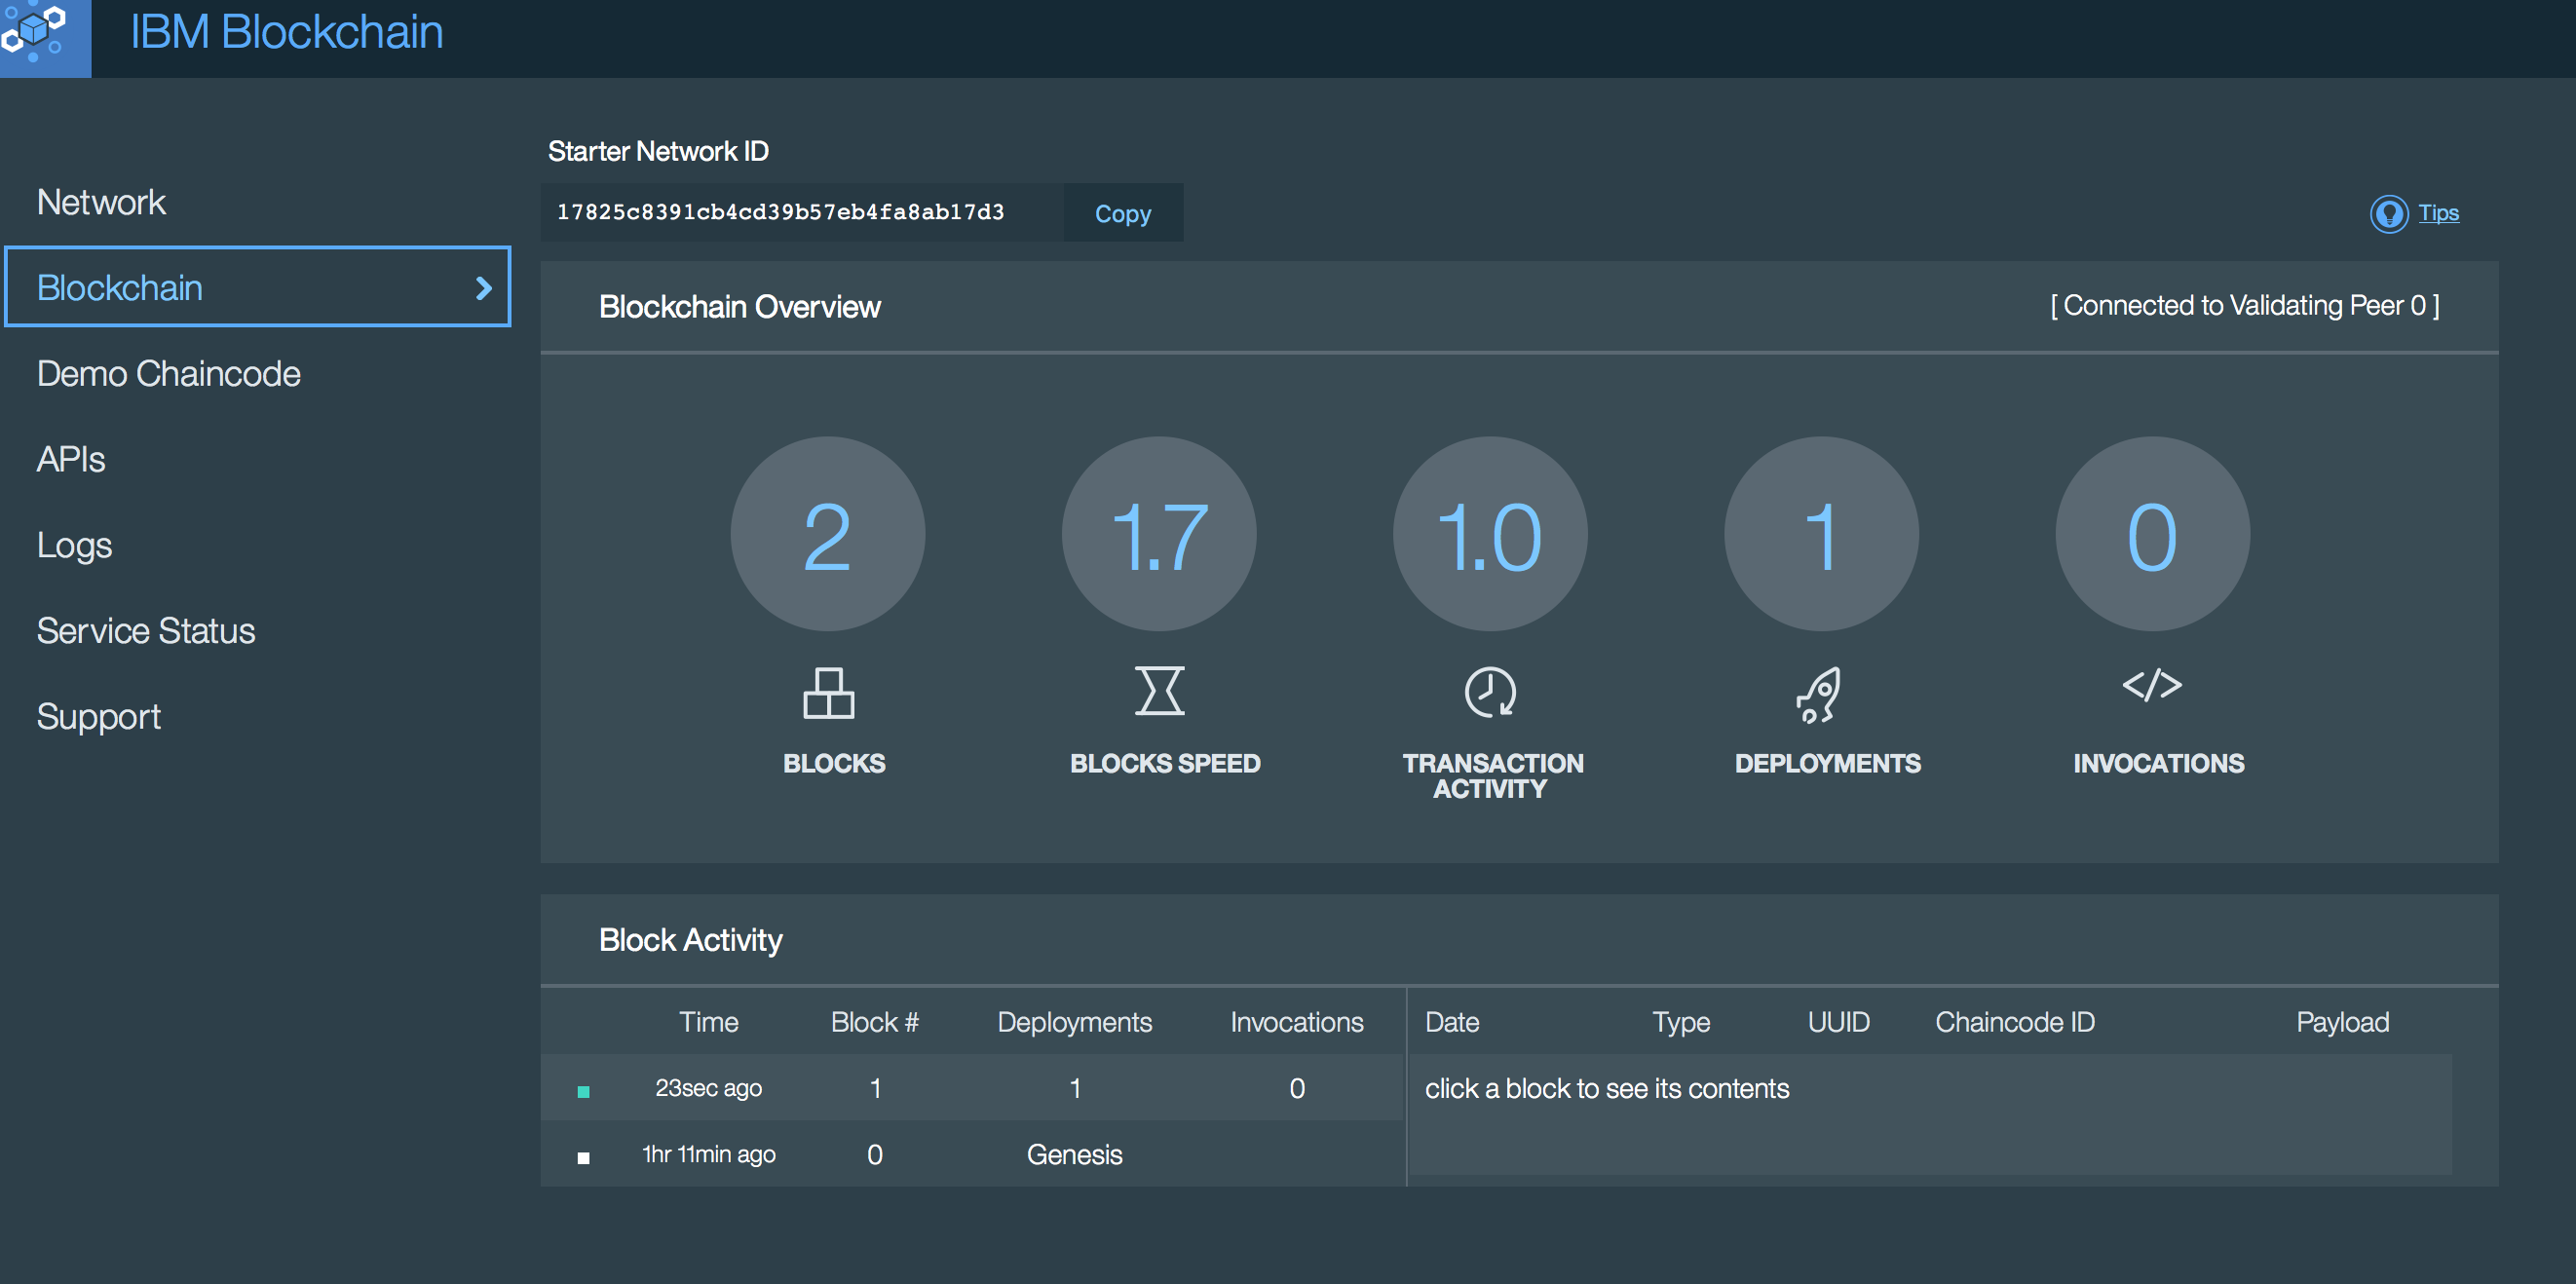 IBM Blockchain
Network
Blockchain
Demo Chaincode
APIs
Logs
Service Status
Support
Starter Network ID
17825c8391cb4cd39b57eb4fa8ab17d3 Copy
Tips
Blockchain Overview [ Connected to Validating Peer 0 ]
2 1.7 1.0 1 0
</>
BLOCKS BLOCKS SPEED TRANSACTION DEPLOYMENTS INVOCATIONS
ACTIVITY
Block Activity
Time Block # Deployments Invocations Date Type UUID Chaincode ID Payload
23sec ago 1 1 0 click a block to see its contents
1hr 11min ago 0 Genesis